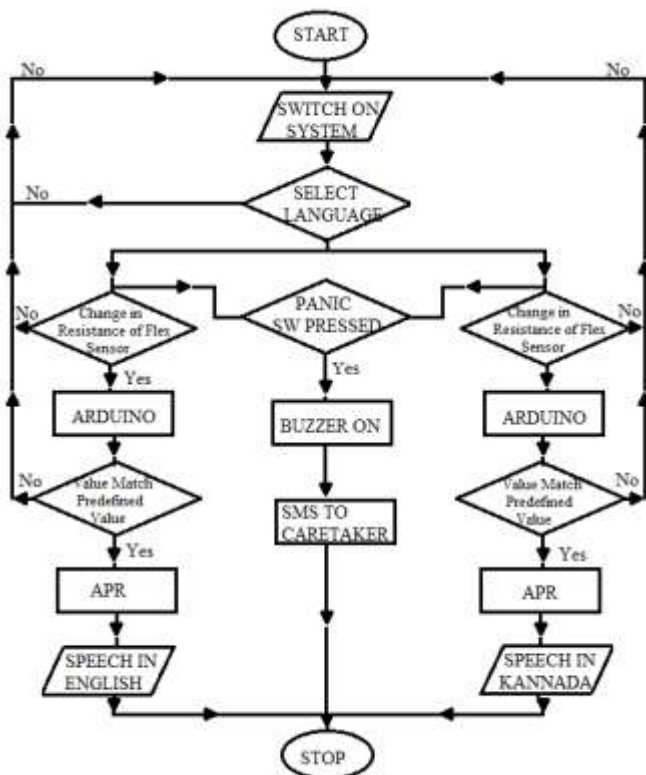 START
No
No
SWITCH ON
SYSTEM
No
SELECT
LANGUAGE
No
Change in
Resistance of Flex
Sensor
PANIC
SW PRESSED
Change in
Resistance of Flex
Sensor
No
Yes
Yes
Yes
ARDUINO
BUZZER ON
ARDUINO
No
Value Match
Predefined
Value
SMS TO
CARETAKER
Value Match
Predefined
Value
No
Yes
Yes
APR
APR
SPEECH IN
ENGLISH
SPEECH IN
KANNADA
STOP